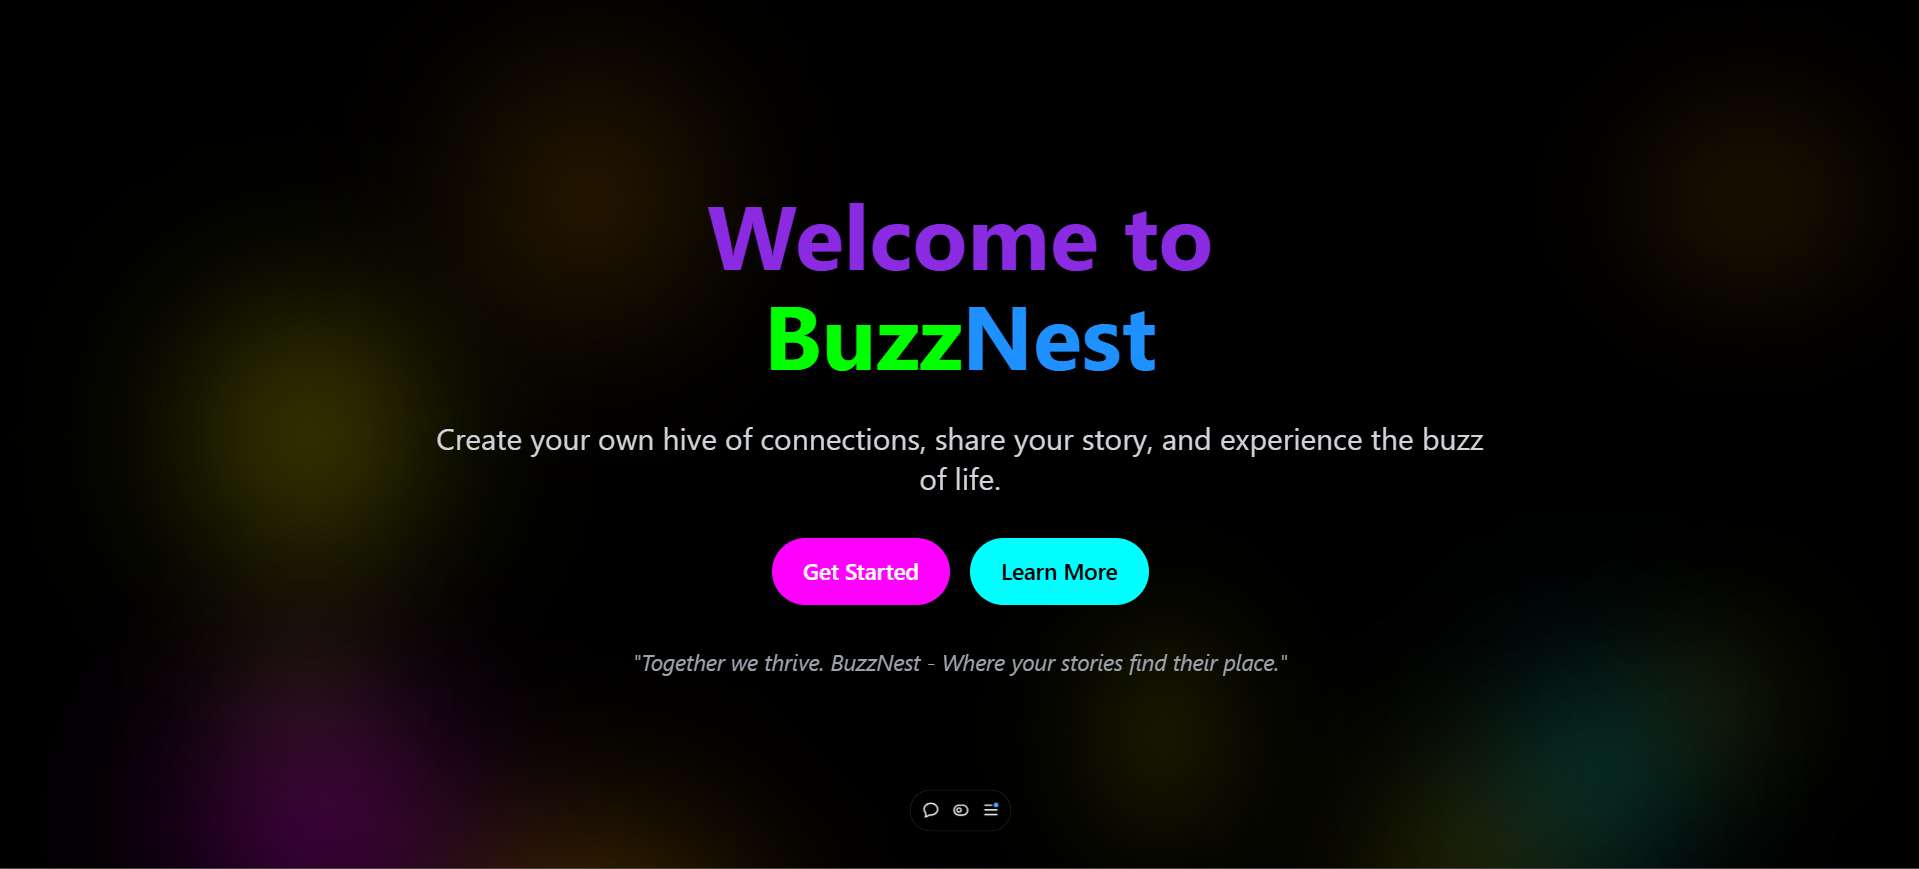 Welcome to
BuzzNest
Create your own hive of connections, share your story, and experience the buzz
of life.
Get Started
Learn More
"Together we thrive. BuzzNest - Where your stories find their place."